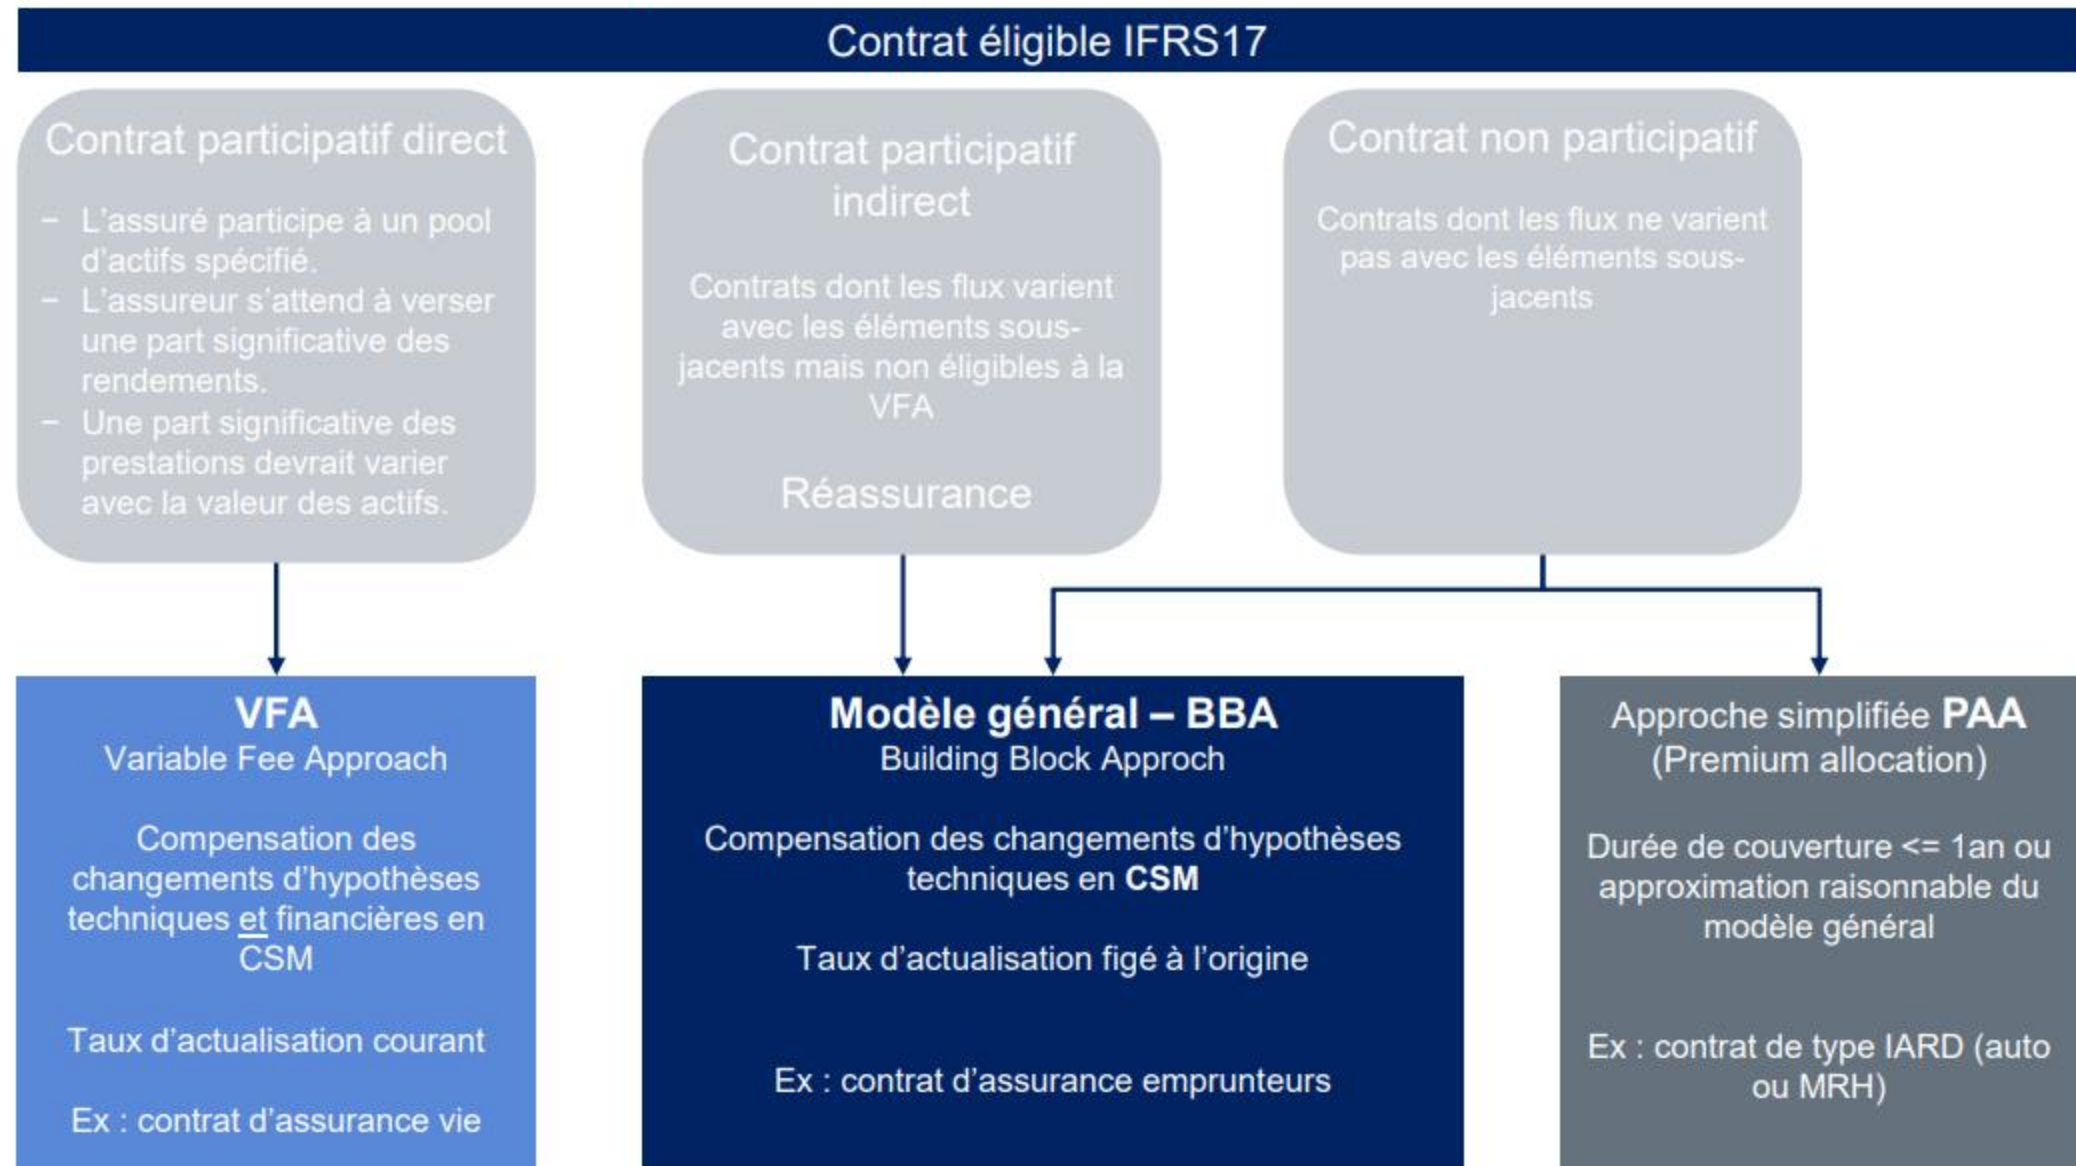 Contrat éligible IFRS17
Contrat participatif direct
− L'assuré participe à un pool
d'actifs spécifié.
− L'assureur s'attend à verser
une part significative des
rendements.
− Une part significative des
prestations devrait varier
avec la valeur des actifs.
Contrat participatif
indirect
Contrats dont les flux varient
avec les éléments sous-
jacents mais non éligibles à la
VFA
Réassurance
Contrat non participatif
Contrats dont les flux ne varient
pas avec les éléments sous-
jacents
VFA
Variable Fee Approach
Compensation des
changements d'hypothèses
techniques et financières en
CSM
Taux d'actualisation courant
Ex : contrat d'assurance vie
Modèle général – BBA
Building Block Approch
Compensation des changements d'hypothèses
techniques en CSM
Taux d'actualisation figé à l'origine
Ex : contrat d'assurance emprunteurs
Approche simplifiée PAA
(Premium allocation)
Durée de couverture <= 1an ou
approximation raisonnable du
modèle général
Ex : contrat de type IARD (auto
ou MRH)